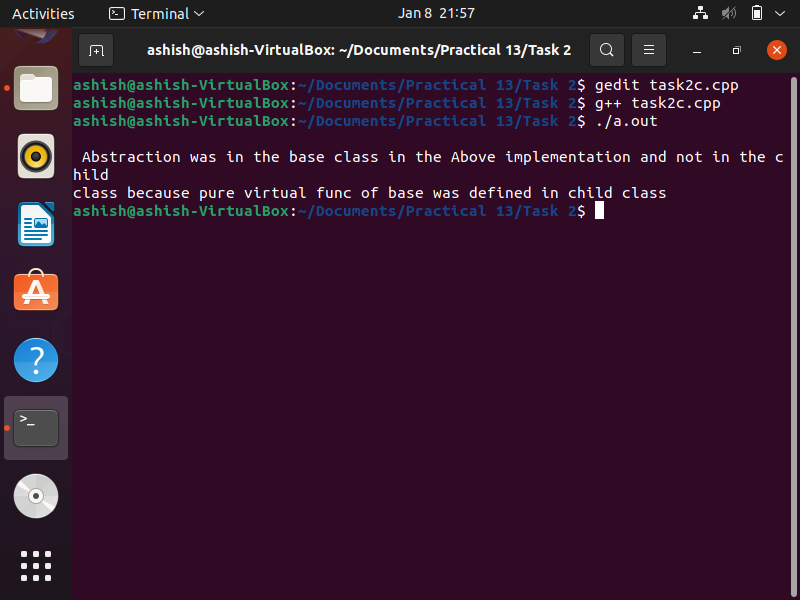 Activities
Terminal
Jan 8 21:57
ashish@ashish-VirtualBox: ~/Documents/Practical 13/Task 2
ashish@ashish-VirtualBox:~/Documents/Practical 13/Task 2$ gedit task2c.cpp
ashish@ashish-VirtualBox:~/Documents/Practical 13/Task 2$ g++ task2c.cpp
ashish@ashish-VirtualBox:~/Documents/Practical 13/Task 2$ ./a.out
Abstraction was in the base class in the Above implementation and not in the c
hild
class because pure virtual func of base was defined in child class
ashish@ashish-VirtualBox:~/Documents/Practical 13/Task 2$